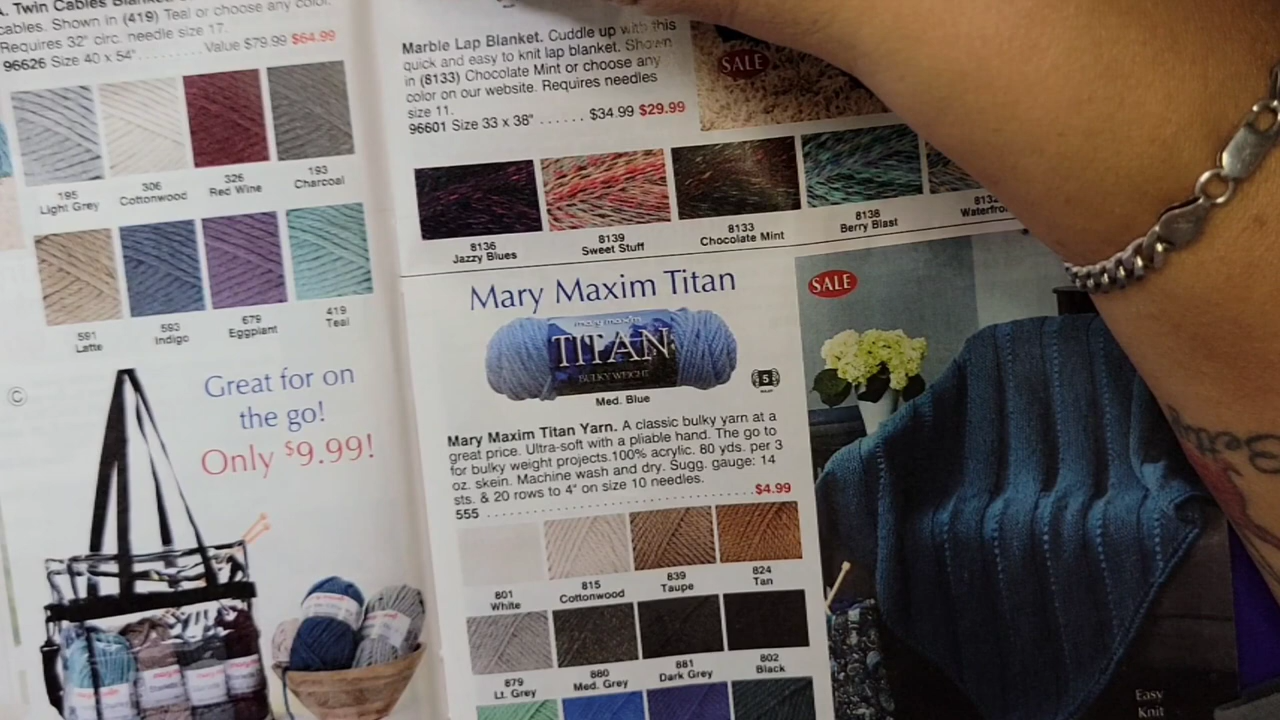 A. Twin Cables
cables. Shown in (419) Teal or choose any color.
Requires 32" circ. needle size 17.
Value $79.99 $64.99
96626 Size 40 x 54"
195
Light Grey
306
Cottonwood
326
Red Wine
193
Charcoal
591
Latte
593
Indigo
679
Eggplant
419
Teal
C
Great for on
the go!
Only $9.99!
Marble Lap Blanket. Cuddle up with this
quick and easy to knit lap blanket. Shown
in (8133) Chocolate Mint or choose any
color on our website. Requires needles
size 11.
96601 Size 33 x 38" ...... $34.99 $29.99
SALE
8136
Jazzy Blues
8139
Sweet Stuff
8133
Chocolate Mint
8138
Berry Blast
8132
Mary Maxim Titan
mary maxim
TITAN
BULKY WEIGHT
5
Med. Blue
Mary Maxim Titan Yarn. A classic bulky yarn at a
great price. Ultra-soft with a pliable hand. The go to
for bulky weight projects.100% acrylic. 80 yds. per 3
oz. skein. Machine wash and dry. Sugg. gauge: 14
sts. & 20 rows to 4" on size 10 needles.
555 ........ $4.99
801
White
815
Cottonwood
839
Taupe
824
Tan
879
Lt. Grey
880
Med. Grey
881
Dark Grey
802
Black
SALE
Easy
Knit